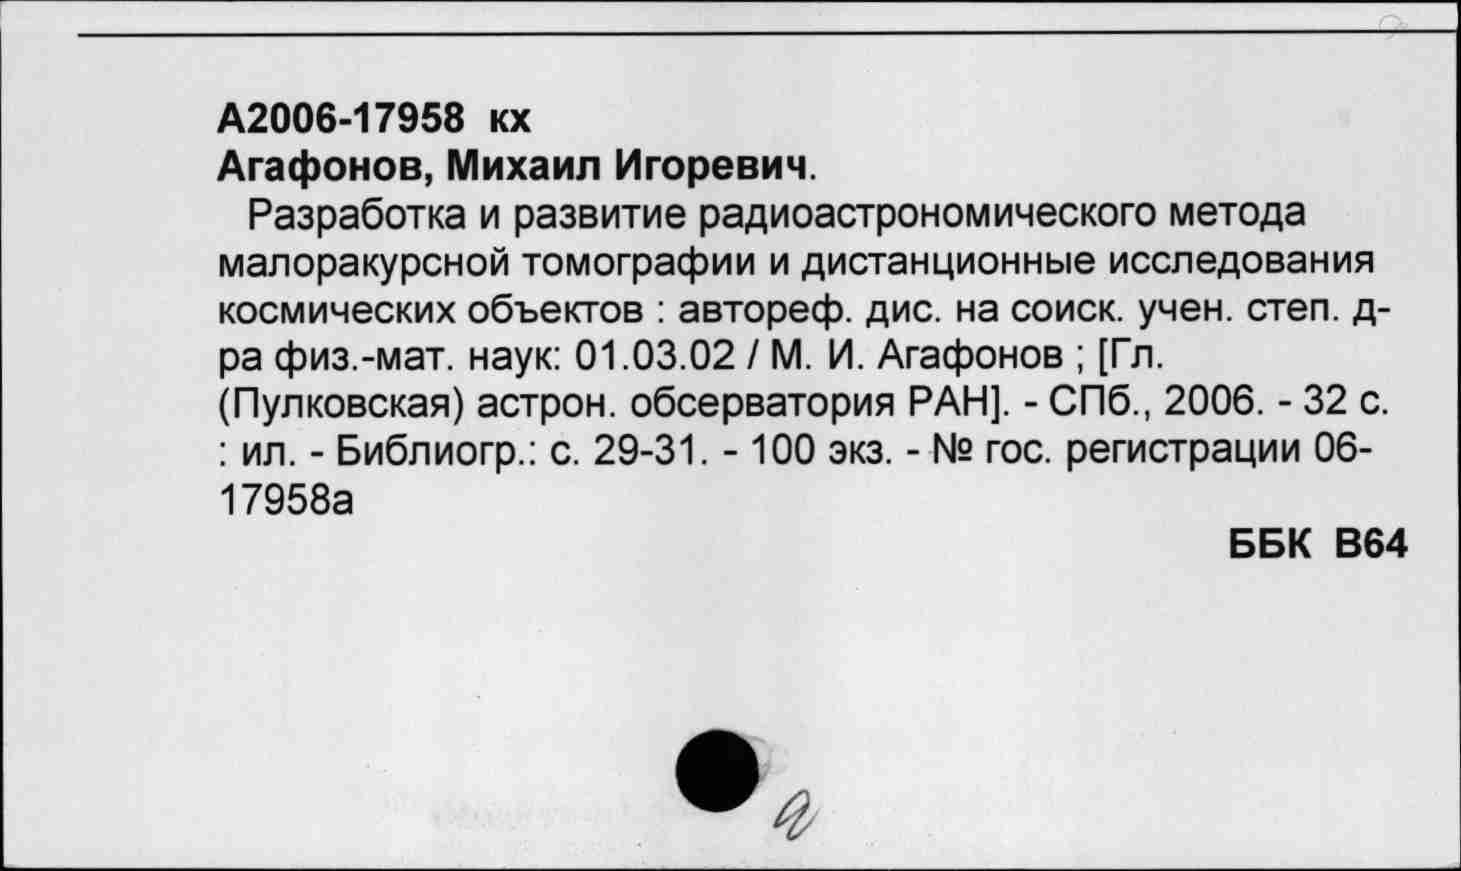 А2006-17958 кх
Агафонов, Михаил Игоревич.
Разработка и развитие радиоастрономического метода
малоракурсной томографии и дистанционные исследования
космических объектов : автореф. дис. на соиск. учен. степ. д-
ра физ.-мат. наук: 01.03.02 / М. И. Агафонов ; [Гл.
(Пулковская) астрон. обсерватория РАН]. - СПб., 2006. - 32 с.
: ил. - Библиогр.: с. 29-31. - 100 экз. - № гос. регистрации 06-
17958а
ББК В64